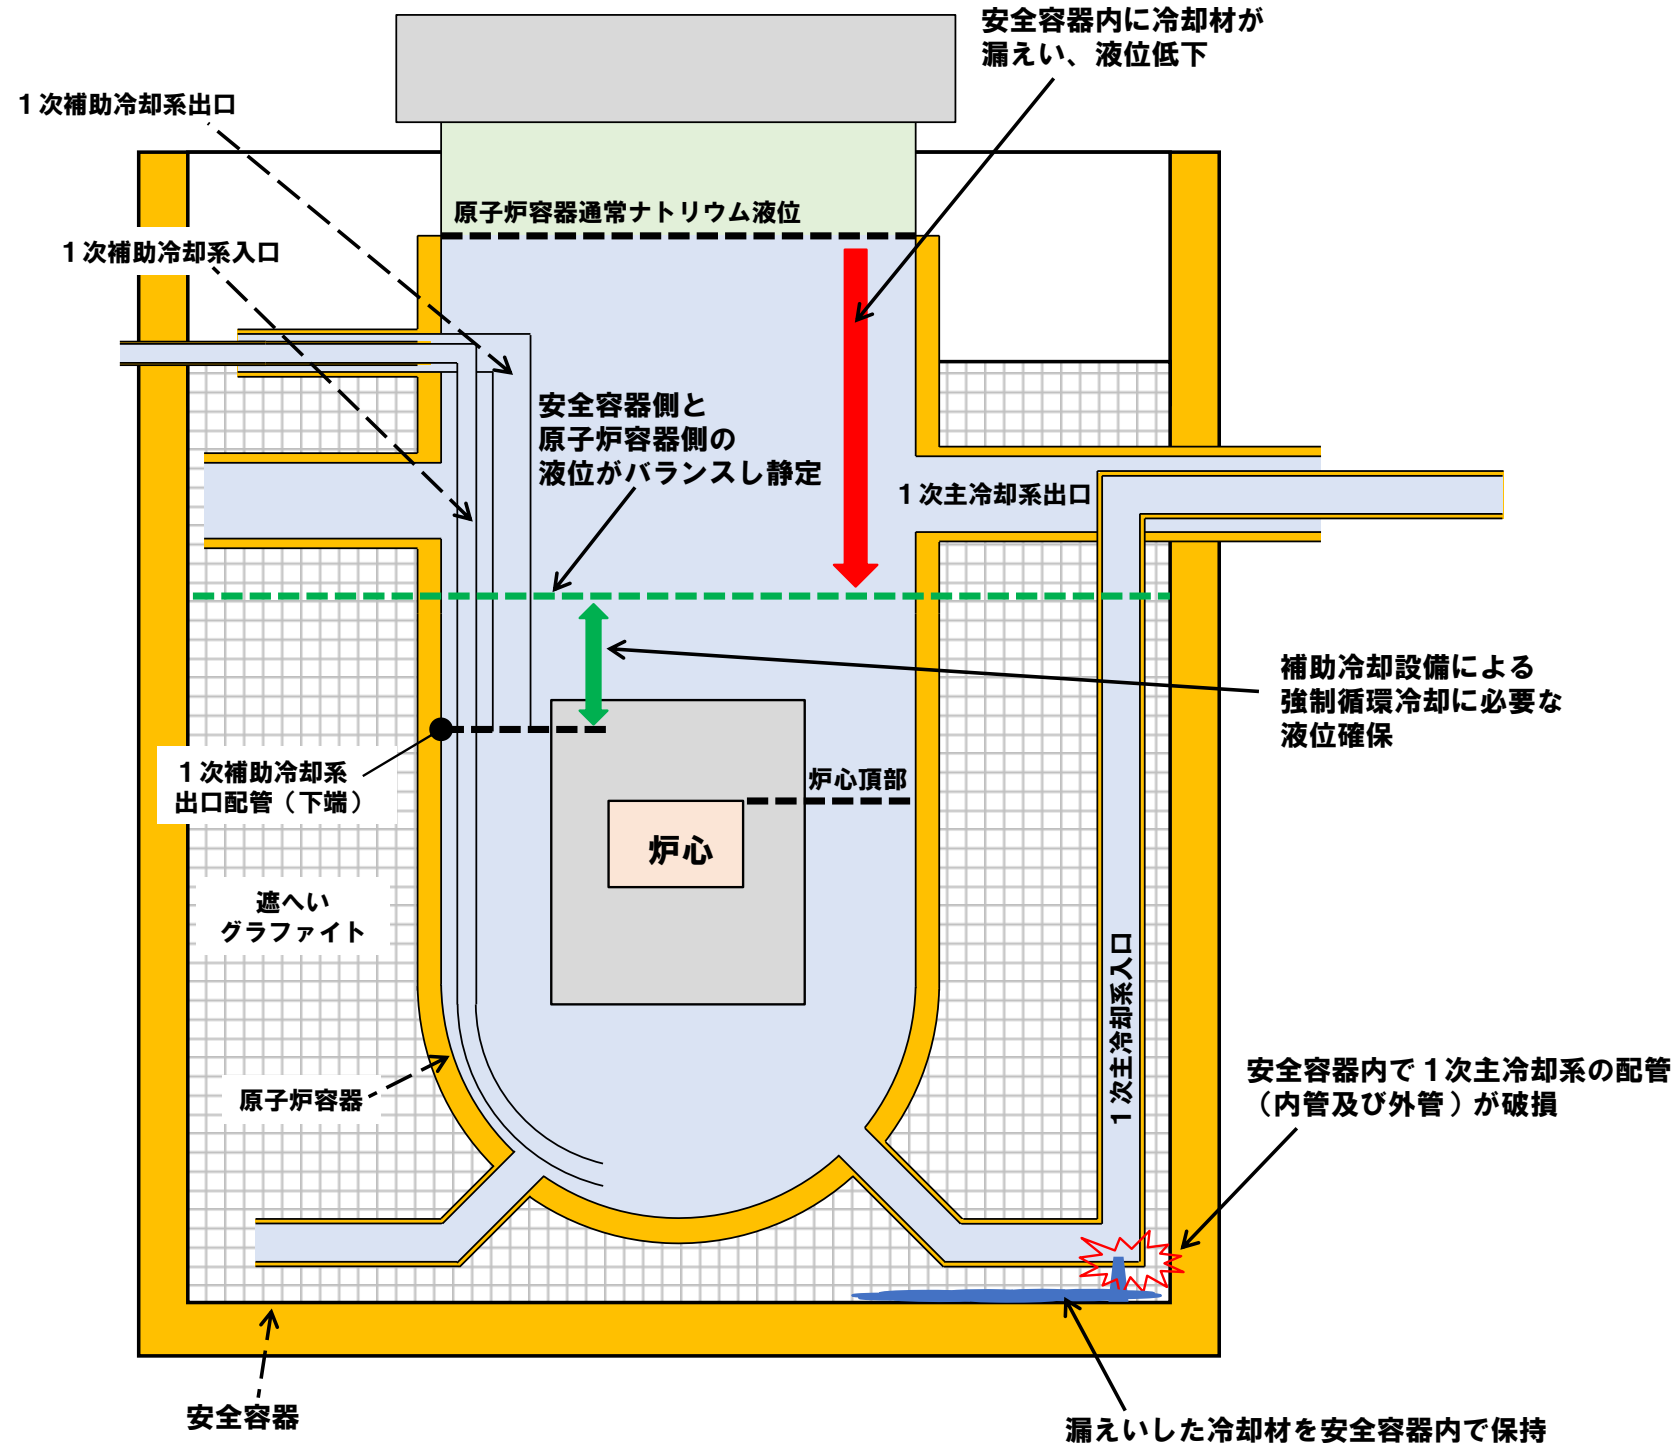 安全容器内に冷却材が
漏えい、液位低下
１次補助冷却系出口
原子炉容器通常ナトリウム液位
１次補助冷却系入口
安全容器側と
原子炉容器側の
液位がバランスし静定
１次主冷却系出口
補助冷却設備による
強制循環冷却に必要な
液位確保
１次補助冷却系
出口配管（下端）
炉心頂部
炉心
遮へい
グラファイト
１次主冷却系入口
原子炉容器
安全容器内で１次主冷却系の配管
（内管及び外管）が破損
安全容器
漏えいした冷却材を安全容器内で保持